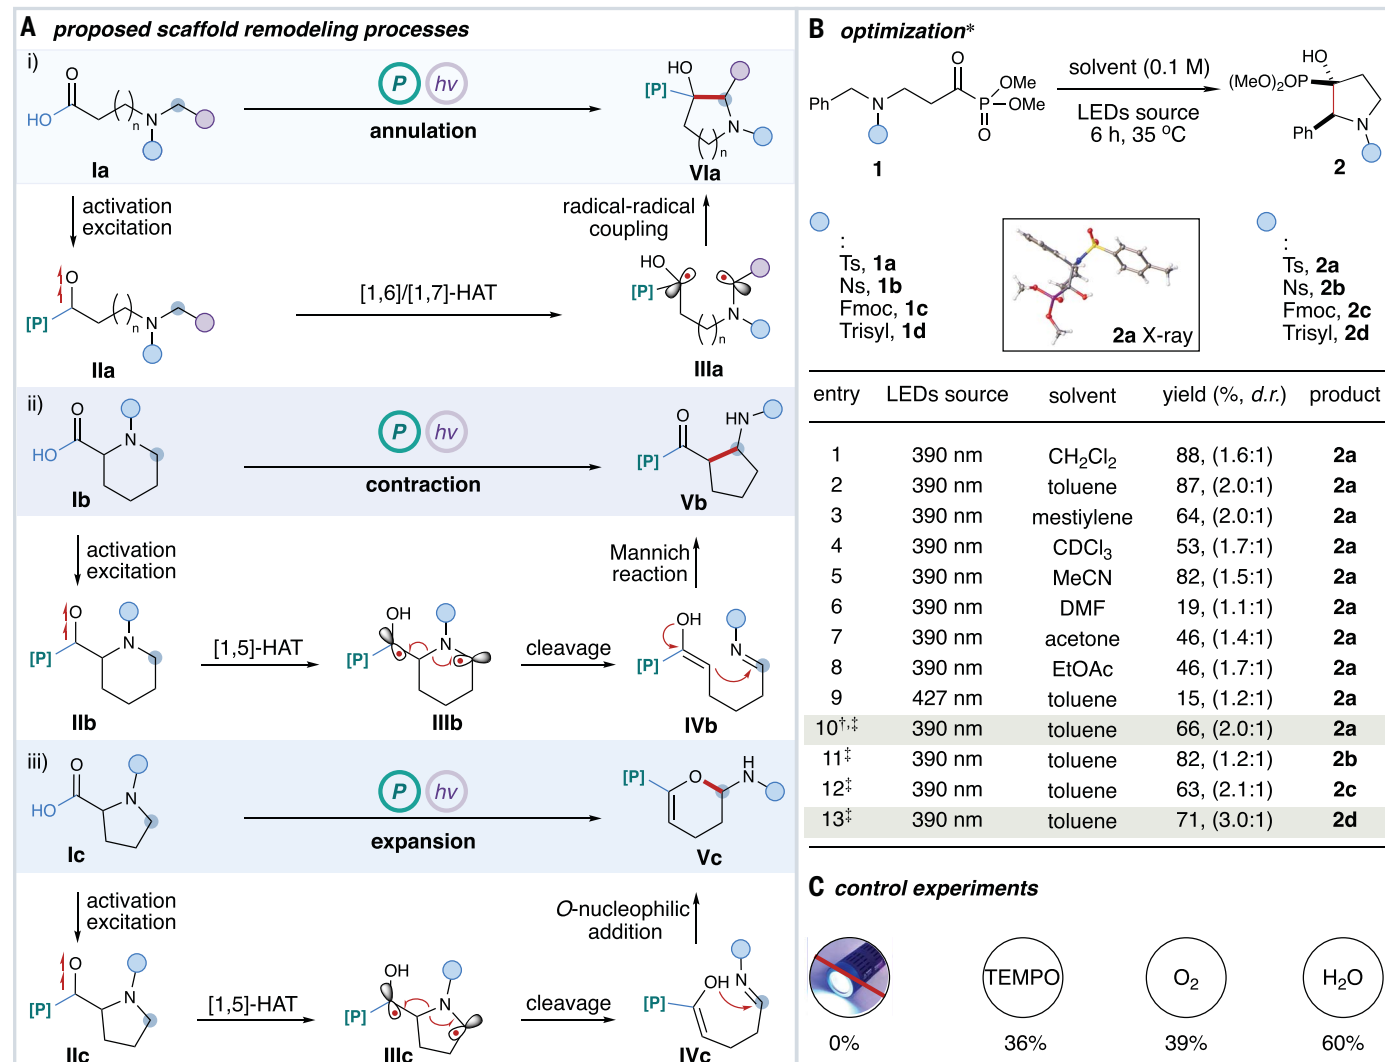 A proposed scaffold remodeling processes
i)
O
HO
( )n
N
Ia
P hv
annulation
HO
[P]
N
( )n
VIa
activation
excitation
radical-radical
coupling
O
[P]
( )n
N
IIa
[1,6]/[1,7]-HAT
HO
[P]
N
( )n
IIIa
ii)
O
HO
N
Ib
P hv
contraction
O
HN
[P]
Vb
activation
excitation
Mannich
reaction
O
[P]
N
IIb
[1,5]-HAT
OH
[P]
N
IIIb
cleavage
OH
[P]
N
IVb
iii)
O
HO
N
Ic
P hv
expansion
[P]
O
H
N
Vc
activation
excitation
O-nucleophilic
addition
O
[P]
N
IIc
[1,5]-HAT
OH
[P]
N
IIIc
cleavage
[P]
OH
N
IVc
B optimization*
Ph
N
O
P
OMe
OMe
O
1
solvent (0.1 M)
LEDs source
6 h, 35 °C
HO
(MeO)2OP
Ph
N
2
:
Ts, 1a
Ns, 1b
Fmoc, 1c
Trisyl, 1d
2a X-ray
:
Ts, 2a
Ns, 2b
Fmoc, 2c
Trisyl, 2d
entry LEDs source solvent yield (%, d.r.) product
1 390 nm CH2Cl2 88, (1.6:1) 2a
2 390 nm toluene 87, (2.0:1) 2a
3 390 nm mestiylene 64, (2.0:1) 2a
4 390 nm CDCl3 53, (1.7:1) 2a
5 390 nm MeCN 82, (1.5:1) 2a
6 390 nm DMF 19, (1.1:1) 2a
7 390 nm acetone 46, (1.4:1) 2a
8 390 nm EtOAc 46, (1.7:1) 2a
9 427 nm toluene 15, (1.2:1) 2a
10†,‡ 390 nm toluene 66, (2.0:1) 2a
11‡ 390 nm toluene 82, (1.2:1) 2b
12‡ 390 nm toluene 63, (2.1:1) 2c
13‡ 390 nm toluene 71, (3.0:1) 2d
C control experiments
TEMPO O2 H2O
0% 36% 39% 60%